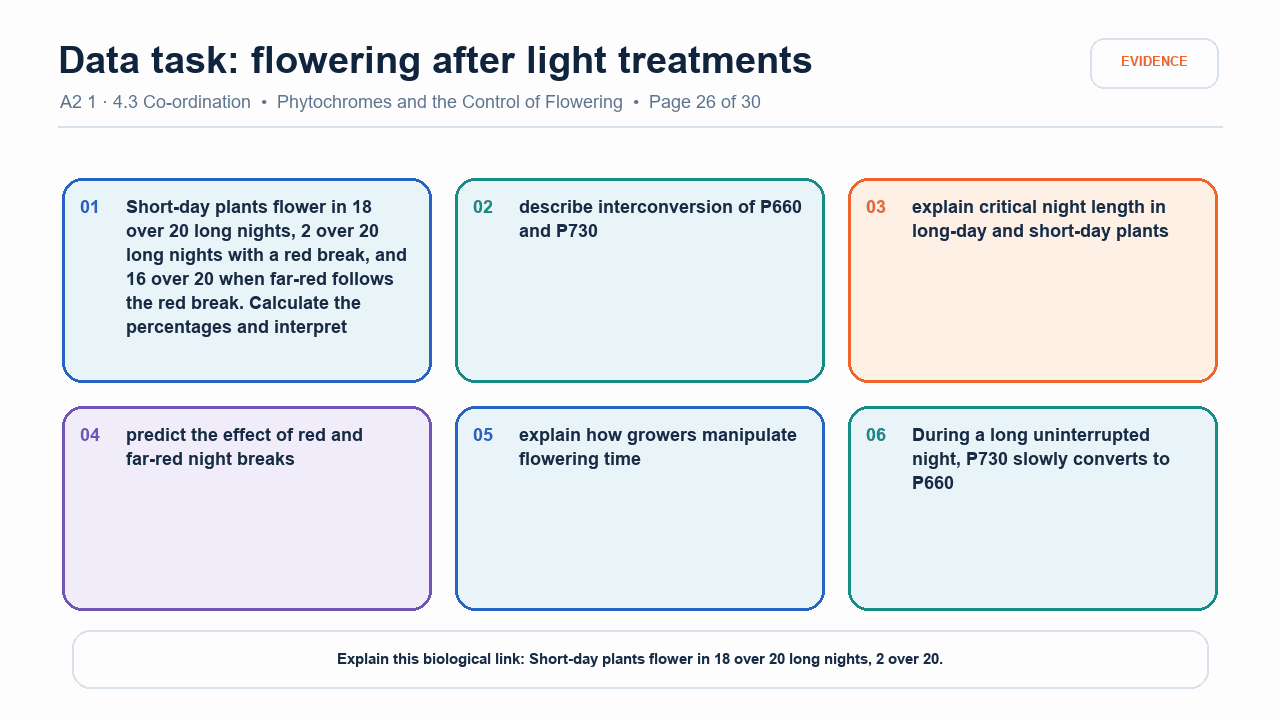 Data task: flowering after light treatments
EVIDENCE
A2 1 · 4.3 Co-ordination • Phytochromes and the Control of Flowering • Page 26 of 30
01
Short-day plants flower in 18
over 20 long nights, 2 over 20
long nights with a red break, and
16 over 20 when far-red follows
the red break. Calculate the
percentages and interpret
02
describe interconversion of P660
and P730
03
explain critical night length in
long-day and short-day plants
04
predict the effect of red and
far-red night breaks
05
explain how growers manipulate
flowering time
06
During a long uninterrupted
night, P730 slowly converts to
P660
Explain this biological link: Short-day plants flower in 18 over 20 long nights, 2 over 20.